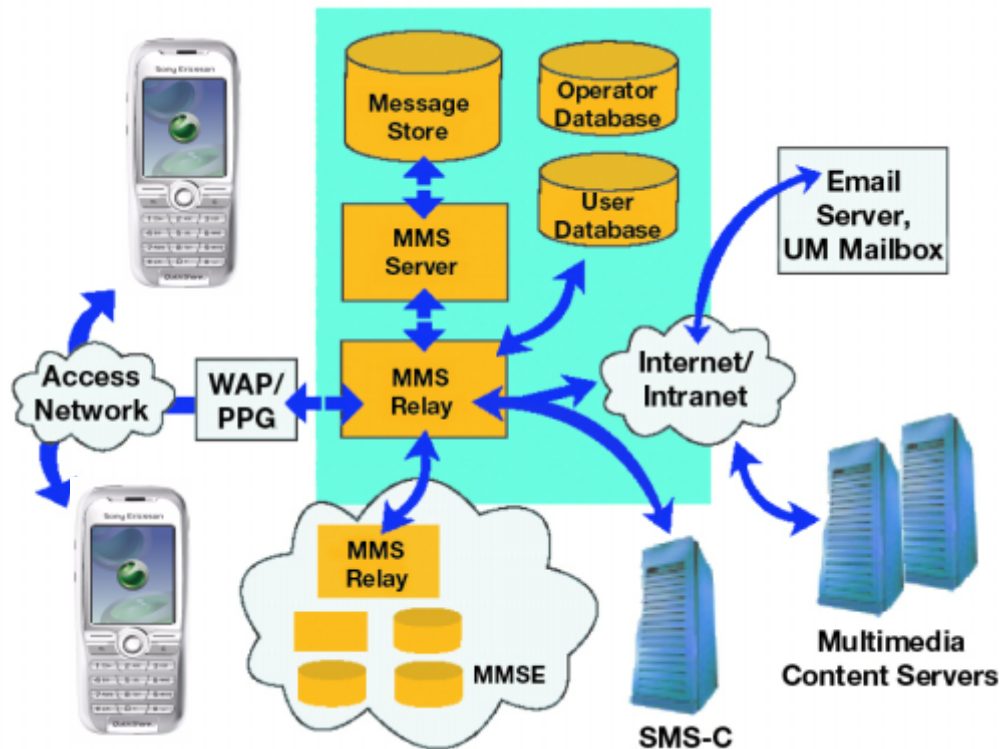 Sony Ericsson
Message
Store
Operator
Database
User
Database
MMS
Server
Email
Server,
UM Mailbox
Access
Network
WAP/
PPG
MMS
Relay
Internet/
Intranet
Sony Ericsson
MMS
Relay
MMSE
SMS-C
Multimedia
Content Servers